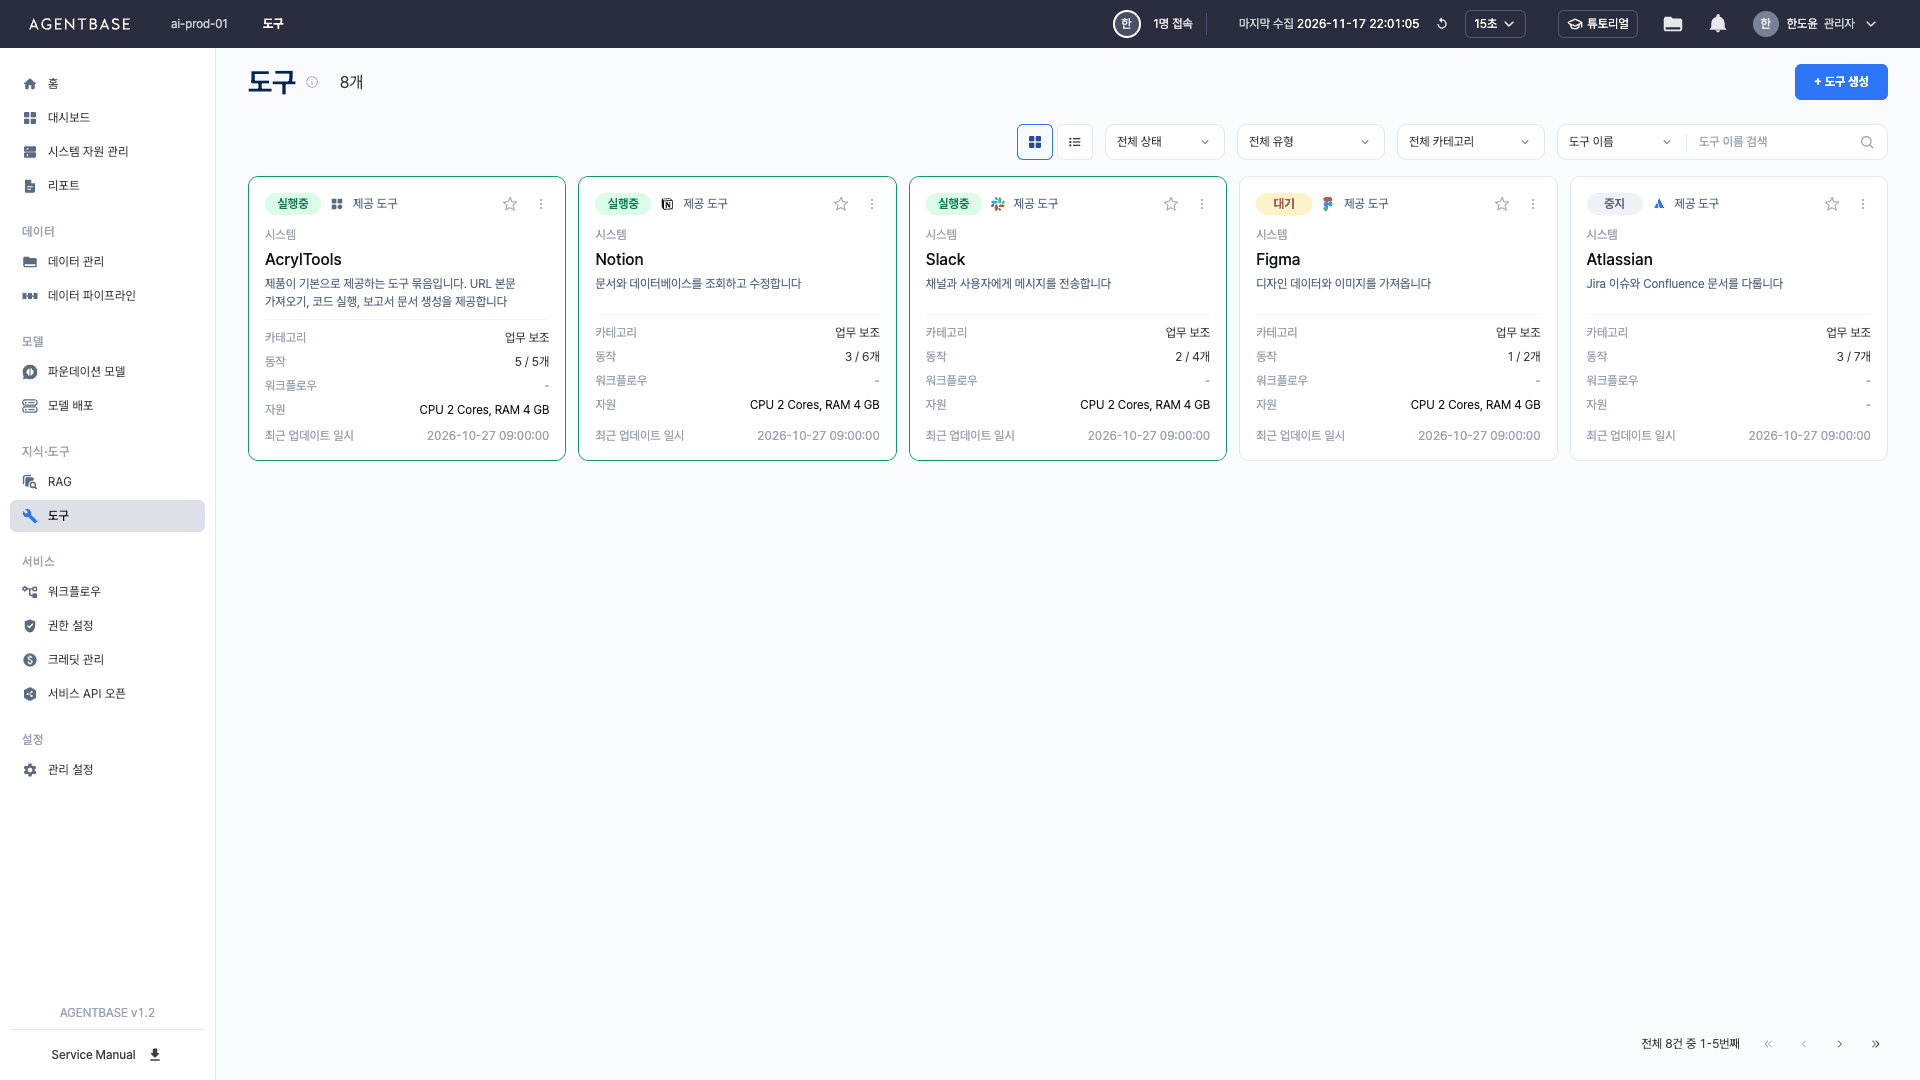 AGENTBASE
ai-prod-01
도구
한
1명 접속
마지막 수집 2026-11-17 22:01:05
15초
튜토리얼
한
한도윤 관리자
홈
대시보드
시스템 자원 관리
리포트
데이터
데이터 관리
데이터 파이프라인
모델
파운데이션 모델
모델 배포
지식·도구
RAG
도구
서비스
워크플로우
권한 설정
크레딧 관리
서비스 API 오픈
설정
관리 설정
AGENTBASE v1.2
Service Manual
도구
8개
+ 도구 생성
전체 상태
전체 유형
전체 카테고리
도구 이름
도구 이름 검색
실행중
제공 도구
시스템
AcrylTools
제품이 기본으로 제공하는 도구 묶음입니다. URL 본문
가져오기, 코드 실행, 보고서 문서 생성을 제공합니다
카테고리 업무 보조
동작 5 / 5개
워크플로우 -
자원 CPU 2 Cores, RAM 4 GB
최근 업데이트 일시 2026-10-27 09:00:00
실행중
제공 도구
시스템
Notion
문서와 데이터베이스를 조회하고 수정합니다
카테고리 업무 보조
동작 3 / 6개
워크플로우 -
자원 CPU 2 Cores, RAM 4 GB
최근 업데이트 일시 2026-10-27 09:00:00
실행중
제공 도구
시스템
Slack
채널과 사용자에게 메시지를 전송합니다
카테고리 업무 보조
동작 2 / 4개
워크플로우 -
자원 CPU 2 Cores, RAM 4 GB
최근 업데이트 일시 2026-10-27 09:00:00
대기
제공 도구
시스템
Figma
디자인 데이터와 이미지를 가져옵니다
카테고리 업무 보조
동작 1 / 2개
워크플로우 -
자원 CPU 2 Cores, RAM 4 GB
최근 업데이트 일시 2026-10-27 09:00:00
중지
제공 도구
시스템
Atlassian
Jira 이슈와 Confluence 문서를 다룹니다
카테고리 업무 보조
동작 3 / 7개
워크플로우 -
자원 -
최근 업데이트 일시 2026-10-27 09:00:00
전체 8건 중 1-5번째